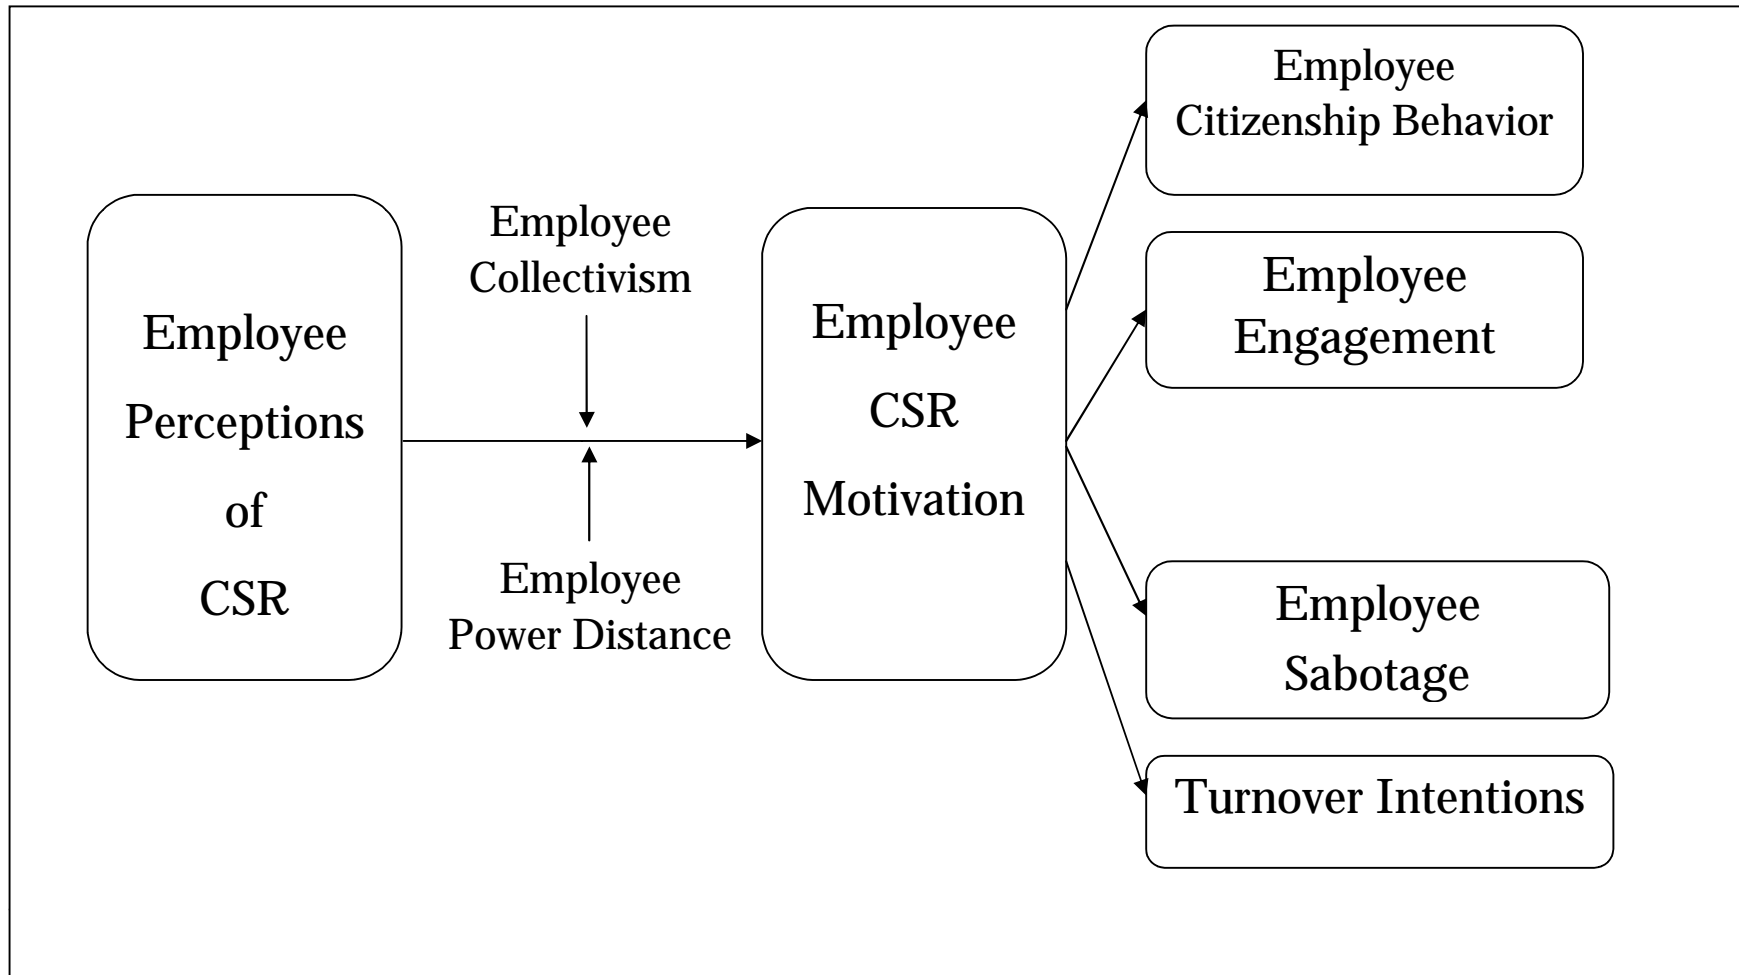 Employee
Perceptions
of
CSR
Employee
Collectivism
Employee
Power Distance
Employee
CSR
Motivation
Employee
Citizenship Behavior
Employee
Engagement
Employee
Sabotage
Turnover Intentions